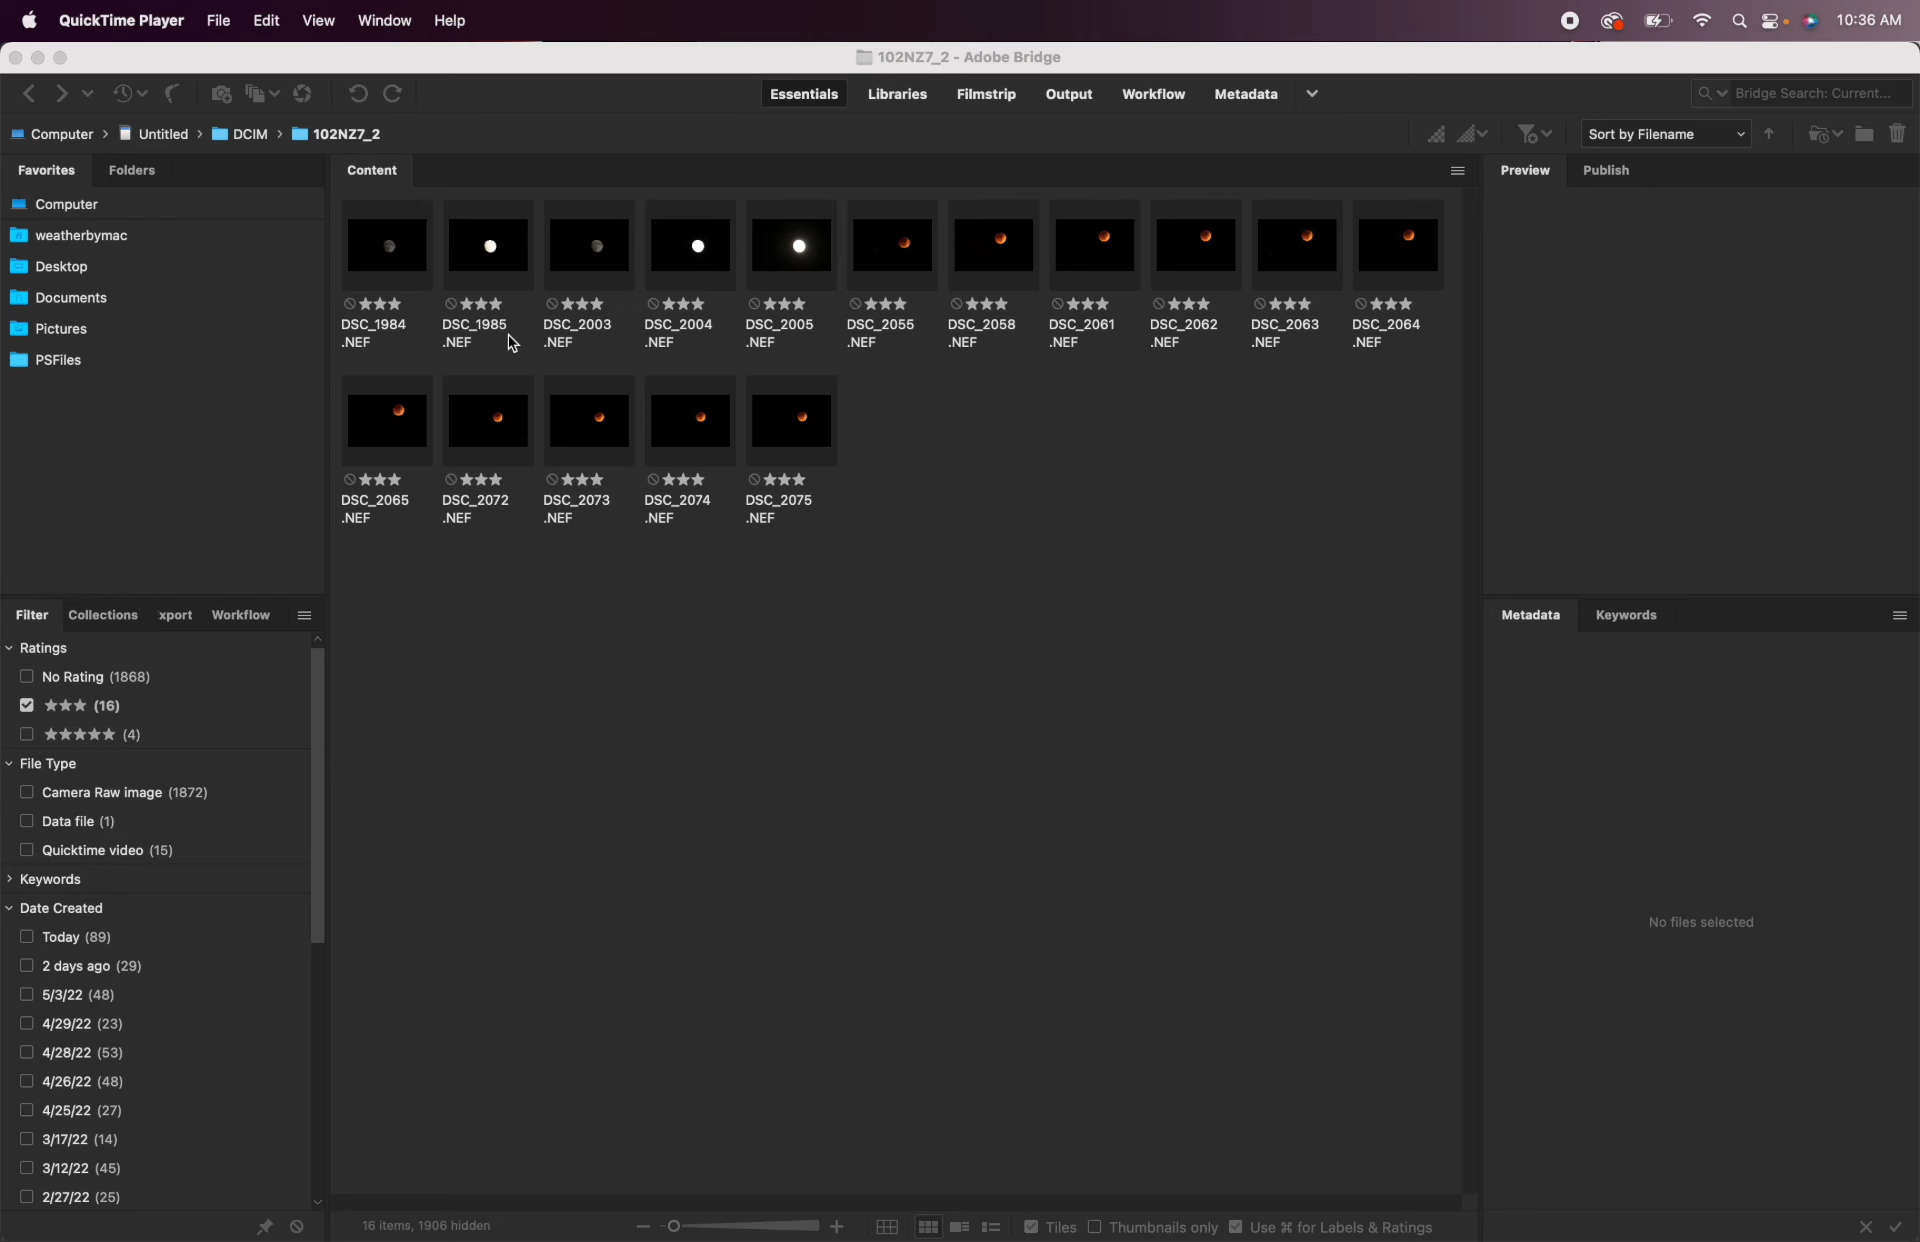 QuickTime Player File Edit View Window Help 10:36 AM
102NZ7_2 - Adobe Bridge
Essentials Libraries Filmstrip Output Workflow Metadata Bridge Search: Current...
Computer Untitled DCIM 102NZ7_2 Sort by Filename
Favorites Folders
Computer
weatherbymac
Desktop
Documents
Pictures
PSFiles
Content
DSC_1984 DSC_1985 DSC_2003 DSC_2004 DSC_2005 DSC_2055 DSC_2058 DSC_2061 DSC_2062 DSC_2063 DSC_2064
.NEF .NEF .NEF .NEF .NEF .NEF .NEF .NEF .NEF .NEF .NEF
DSC_2065 DSC_2072 DSC_2073 DSC_2074 DSC_2075
.NEF .NEF .NEF .NEF .NEF
Preview Publish
Filter Collections xport Workflow
Ratings
No Rating (1868)
★★★ (16)
★★★★★ (4)
File Type
Camera Raw image (1872)
Data file (1)
Quicktime video (15)
Keywords
Date Created
Today (89)
2 days ago (29)
5/3/22 (48)
4/29/22 (23)
4/28/22 (53)
4/26/22 (48)
4/25/22 (27)
3/17/22 (14)
3/12/22 (45)
2/27/22 (25)
Metadata Keywords
No files selected
16 items, 1906 hidden Tiles Thumbnails only Use ⌘ for Labels & Ratings